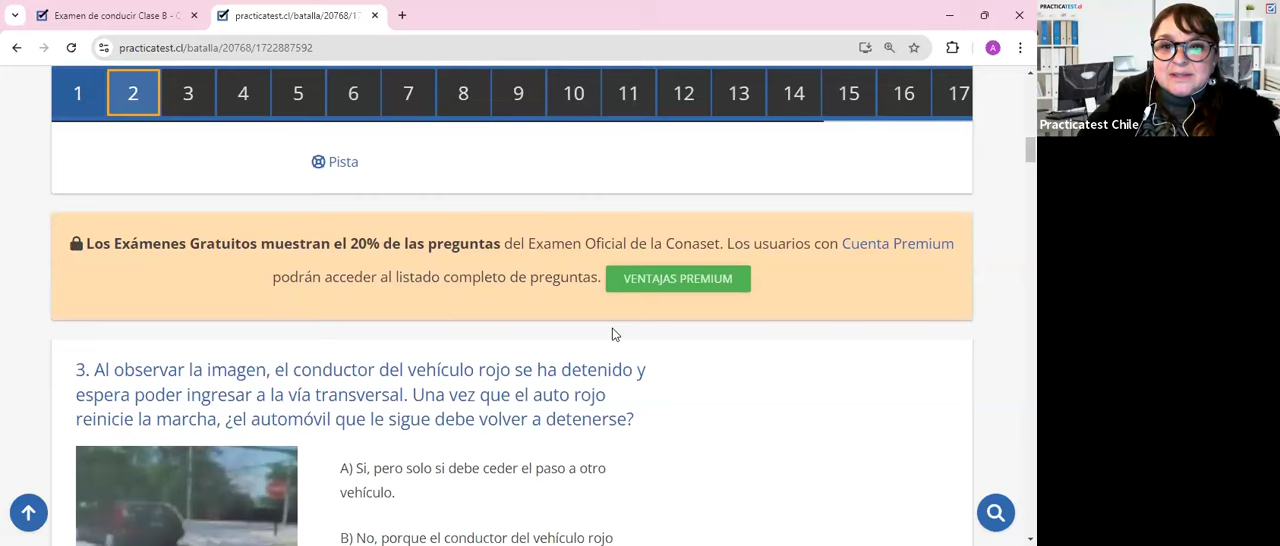 Examen de conducir Clase B - C
practicatest.cl/batalla/20768/17
practicatest.cl/batalla/20768/1722887592
A
PRACTICATEST.cl
Practicatest Chile
1 2 3 4 5 6 7 8 9 10 11 12 13 14 15 16 17
Pista
Los Exámenes Gratuitos muestran el 20% de las preguntas del Examen Oficial de la Conaset. Los usuarios con Cuenta Premium
podrán acceder al listado completo de preguntas. VENTAJAS PREMIUM
3. Al observar la imagen, el conductor del vehículo rojo se ha detenido y
espera poder ingresar a la vía transversal. Una vez que el auto rojo
reinicie la marcha, ¿el automóvil que le sigue debe volver a detenerse?
A) Si, pero solo si debe ceder el paso a otro
vehículo.
B) No, porque el conductor del vehículo rojo